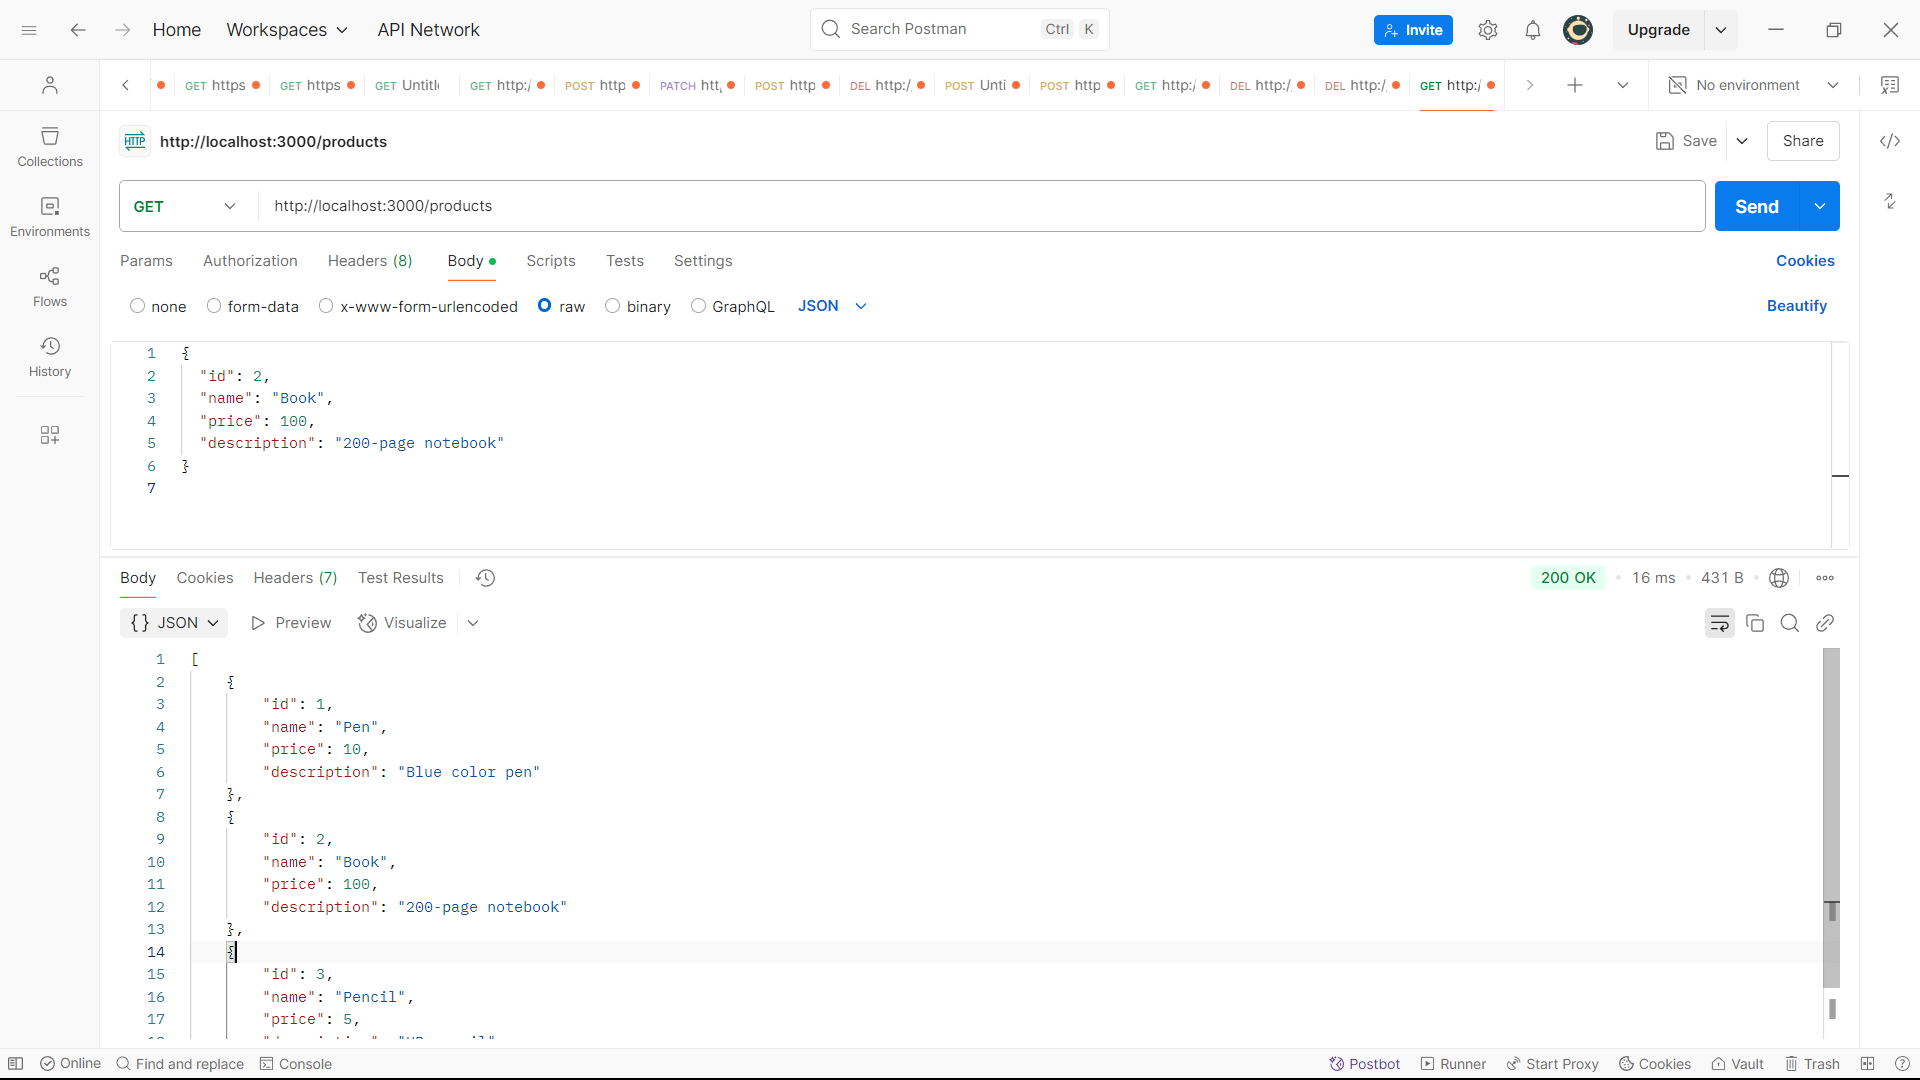 Home Workspaces API Network Search Postman Ctrl K Invite Upgrade
GET https GET https GET Untitle GET http:/ POST http PATCH htt POST http DEL http:/ POST Unti POST http GET http:/ DEL http:/ DEL http:/ GET http:/ No environment
HTTP http://localhost:3000/products Save Share
Collections
Environments
Flows
History
GET http://localhost:3000/products Send
Params Authorization Headers (8) Body Scripts Tests Settings Cookies
none form-data x-www-form-urlencoded raw binary GraphQL JSON Beautify
1 {
2 "id": 2,
3 "name": "Book",
4 "price": 100,
5 "description": "200-page notebook"
6 }
7
Body Cookies Headers (7) Test Results 200 OK 16 ms 431 B
{} JSON Preview Visualize
1 [
2 {
3 "id": 1,
4 "name": "Pen",
5 "price": 10,
6 "description": "Blue color pen"
7 },
8 {
9 "id": 2,
10 "name": "Book",
11 "price": 100,
12 "description": "200-page notebook"
13 },
14 {
15 "id": 3,
16 "name": "Pencil",
17 "price": 5,
Online Find and replace Console Postbot Runner Start Proxy Cookies Vault Trash